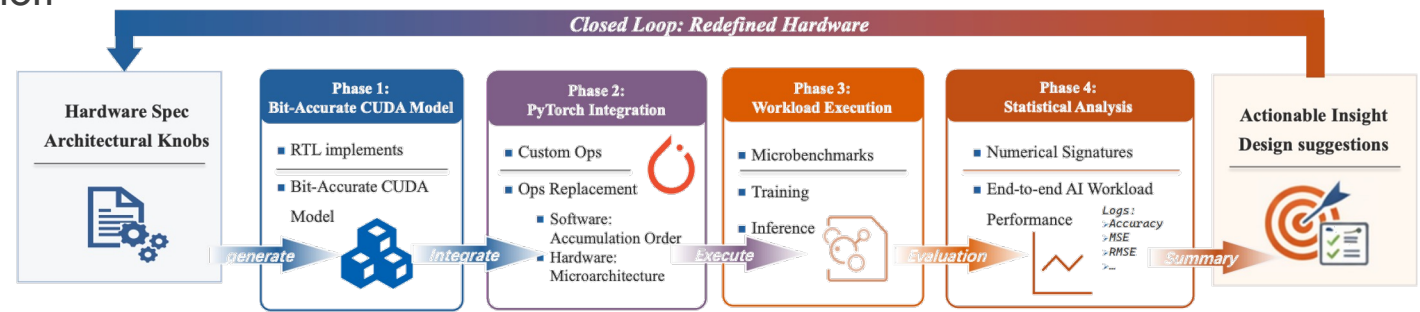 Closed Loop: Redefined Hardware
Hardware Spec
Architectural Knobs
generate
Phase 1:
Bit-Accurate CUDA Model
RTL implements
Bit-Accurate CUDA
Model
Integrate
Phase 2:
PyTorch Integration
Custom Ops
Ops Replacement
Software:
Accumulation Order
Hardware:
Microarchitecture
Execute
Phase 3:
Workload Execution
Microbenchmarks
Training
Inference
Evaluation
Phase 4:
Statistical Analysis
Numerical Signatures
End-to-end AI Workload
Performance
Logs:
>Accuracy
>MSE
>RMSE
>…
Summary
Actionable Insight
Design suggestions